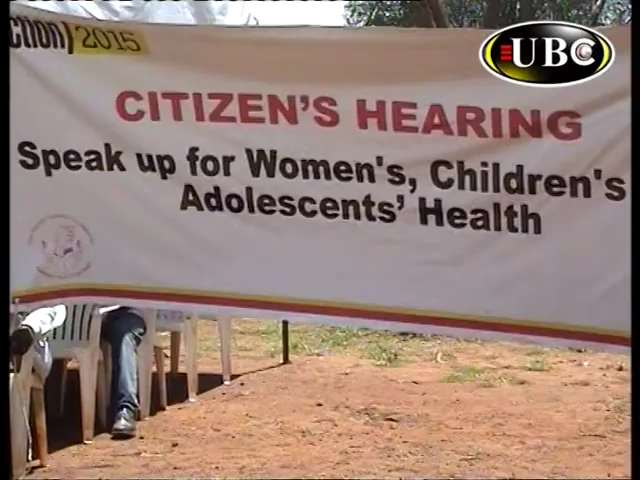 ction/2015
UBC
CITIZEN'S HEARING
Speak up for Women's, Children's
Adolescents' Health